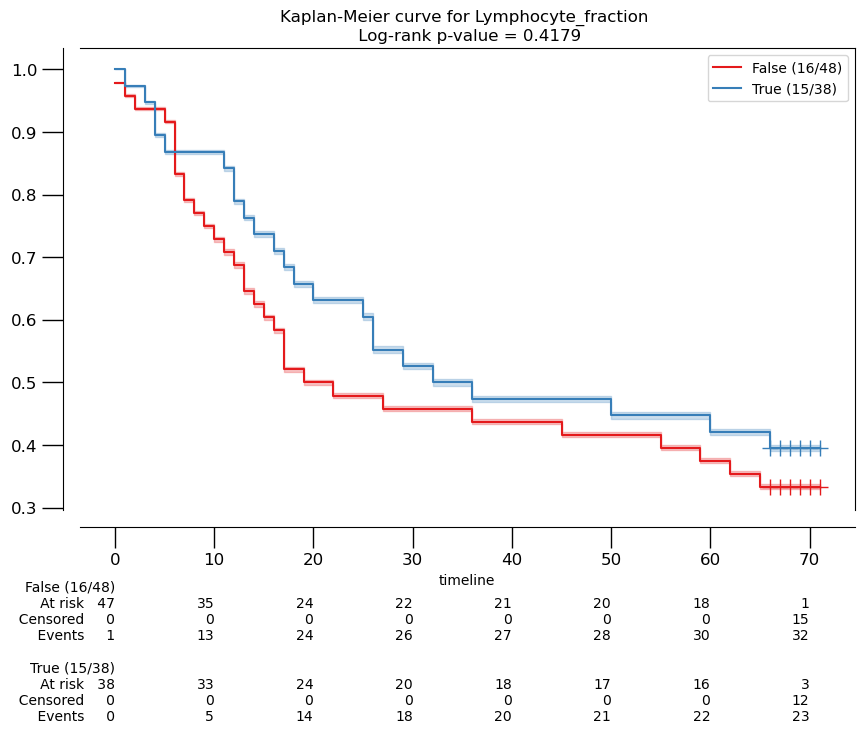 Kaplan-Meier curve for Lymphocyte_fraction
Log-rank p-value = 0.4179
False (16/48)
True (15/38)
1.0
0.9
0.8
0.7
0.6
0.5
0.4
0.3
0 10 20 30 40 50 60 70
timeline
False (16/48)
At risk 47 35 24 22 21 20 18 1
Censored 0 0 0 0 0 0 0 15
Events 1 13 24 26 27 28 30 32
True (15/38)
At risk 38 33 24 20 18 17 16 3
Censored 0 0 0 0 0 0 0 12
Events 0 5 14 18 20 21 22 23